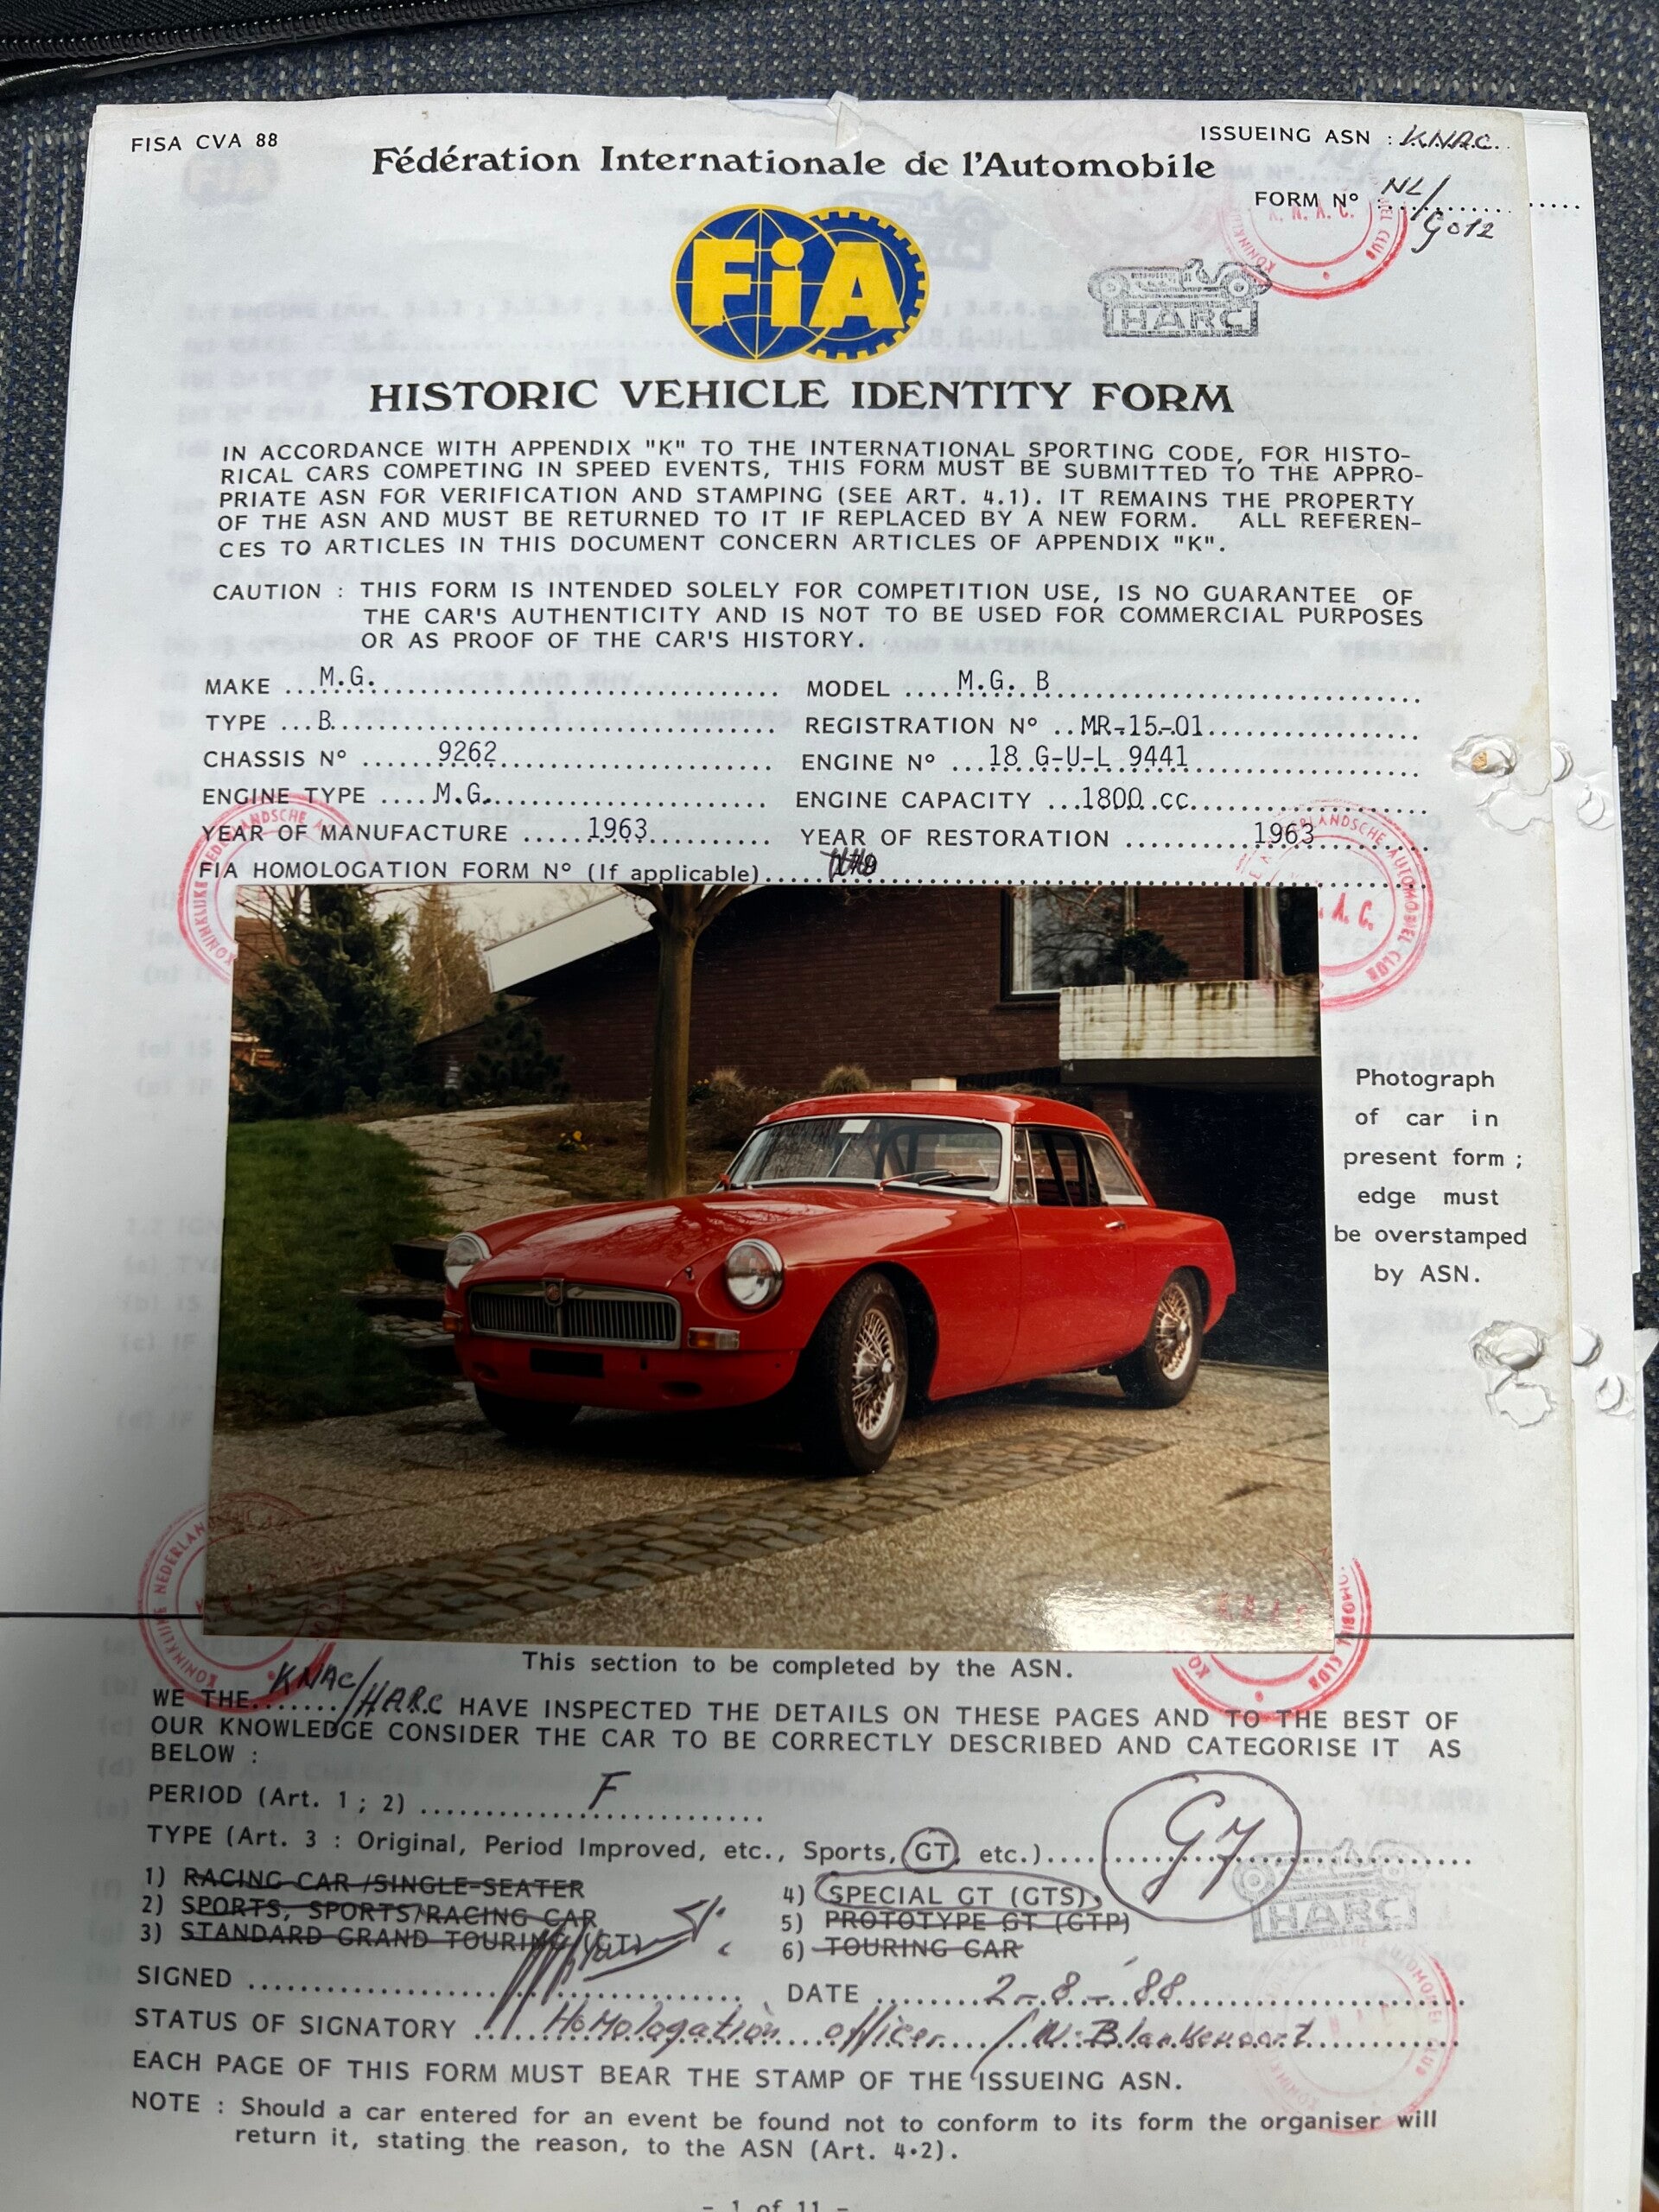 FISA CVA 88
ISSUEING ASN : K.N.A.C.
Fédération Internationale de l'Automobile
FORM Nº NL/
G012
K. N. A. C.
FiA
HARC
HISTORIC VEHICLE IDENTITY FORM
IN ACCORDANCE WITH APPENDIX "K" TO THE INTERNATIONAL SPORTING CODE, FOR HISTO-
RICAL CARS COMPETING IN SPEED EVENTS, THIS FORM MUST BE SUBMITTED TO THE APPRO-
PRIATE ASN FOR VERIFICATION AND STAMPING (SEE ART. 4.1). IT REMAINS THE PROPERTY
OF THE ASN AND MUST BE RETURNED TO IT IF REPLACED BY A NEW FORM. ALL REFEREN-
CES TO ARTICLES IN THIS DOCUMENT CONCERN ARTICLES OF APPENDIX "K".
CAUTION : THIS FORM IS INTENDED SOLELY FOR COMPETITION USE, IS NO GUARANTEE OF
THE CAR'S AUTHENTICITY AND IS NOT TO BE USED FOR COMMERCIAL PURPOSES
OR AS PROOF OF THE CAR'S HISTORY.
MAKE ... M.G. MODEL .... M.G. B
TYPE ... B REGISTRATION Nº .. MR-15-01
CHASSIS Nº ...... 9262 ENGINE Nº ... 18 G-U-L 9441
ENGINE TYPE .... M.G. ENGINE CAPACITY ... 1800 cc
YEAR OF MANUFACTURE ..... 1963 YEAR OF RESTORATION .......... 1963
FIA HOMOLOGATION FORM Nº (If applicable)
KONINKLIJKE NEDERLANDSCHE AUTOMOBIEL CLUB
Photograph
of car in
present form ;
edge must
be overstamped
by ASN.
This section to be completed by the ASN.
WE THE KNAC/HARC HAVE INSPECTED THE DETAILS ON THESE PAGES AND TO THE BEST OF
OUR KNOWLEDGE CONSIDER THE CAR TO BE CORRECTLY DESCRIBED AND CATEGORISE IT AS
BELOW :
PERIOD (Art. 1 ; 2) ............ F
TYPE (Art. 3 : Original, Period Improved, etc., Sports, GT, etc.).... G7
1) RACING CAR /SINGLE-SEATER 4) SPECIAL GT (GTS)
2) SPORTS, SPORTS/RACING CAR 5) PROTOTYPE GT (GTP)
3) STANDARD GRAND TOURING (GT) 6) TOURING CAR
HARC
SIGNED ........ DATE ........ 2-8-'88
STATUS OF SIGNATORY ... Homologation officer / N. Blankenoort
EACH PAGE OF THIS FORM MUST BEAR THE STAMP OF THE ISSUEING ASN.
NOTE : Should a car entered for an event be found not to conform to its form the organiser will
return it, stating the reason, to the ASN (Art. 4.2).
- 1 of 11 -